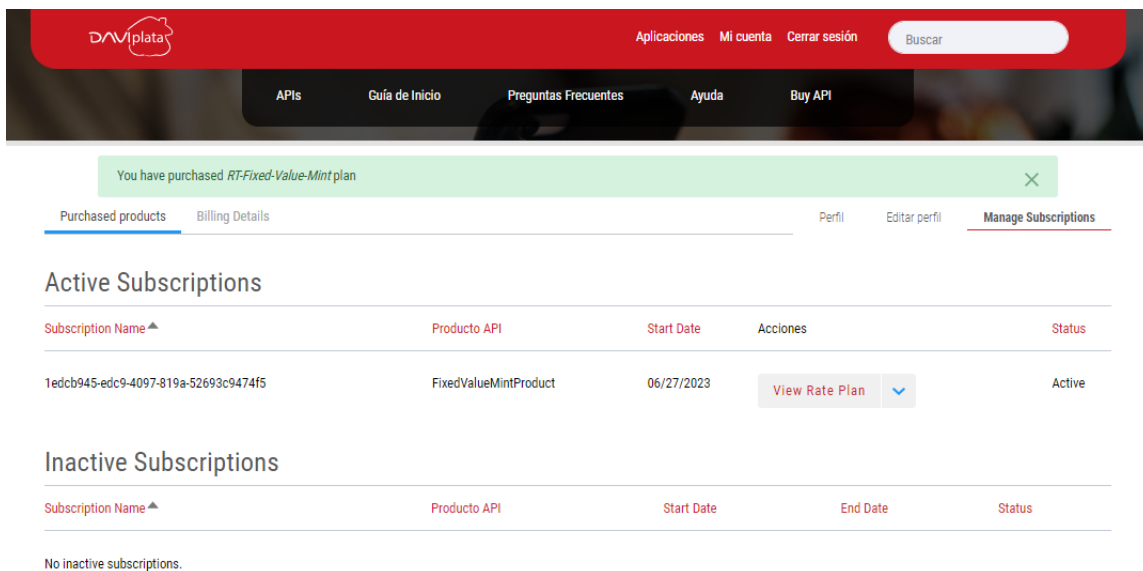 DAVIplata
Aplicaciones Mi cuenta Cerrar sesión Buscar
APIs Guía de Inicio Preguntas Frecuentes Ayuda Buy API
You have purchased RT-Fixed-Value-Mint plan
Purchased products Billing Details Perfil Editar perfil Manage Subscriptions
Active Subscriptions
Subscription Name Producto API Start Date Acciones Status
1edcb945-edc9-4097-819a-52693c9474f5 FixedValueMintProduct 06/27/2023 View Rate Plan Active
Inactive Subscriptions
Subscription Name Producto API Start Date End Date Status
No inactive subscriptions.